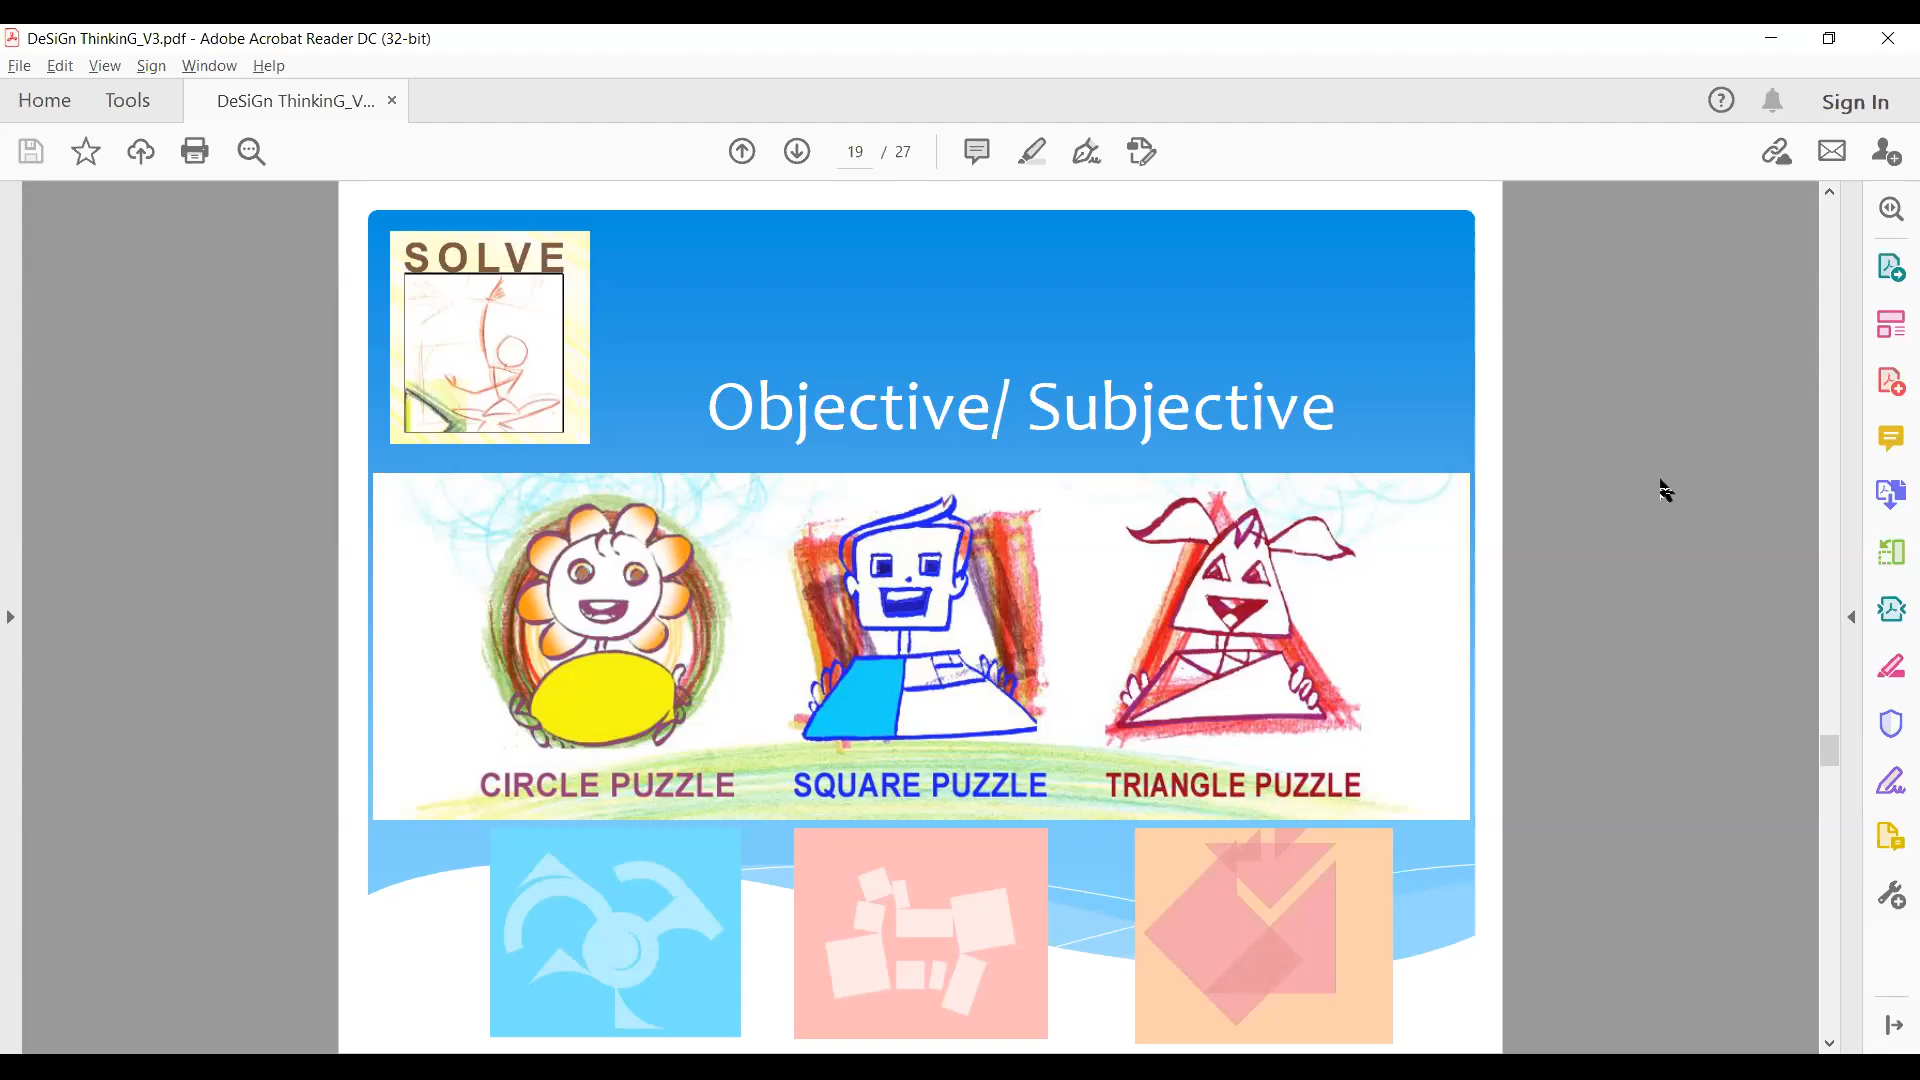 DeSiGn ThinkinG_V3.pdf - Adobe Acrobat Reader DC (32-bit)
File Edit View Sign Window Help
Home Tools DeSiGn ThinkinG_V... × Sign In
19 / 27
SOLVE
Objective/ Subjective
CIRCLE PUZZLE SQUARE PUZZLE TRIANGLE PUZZLE